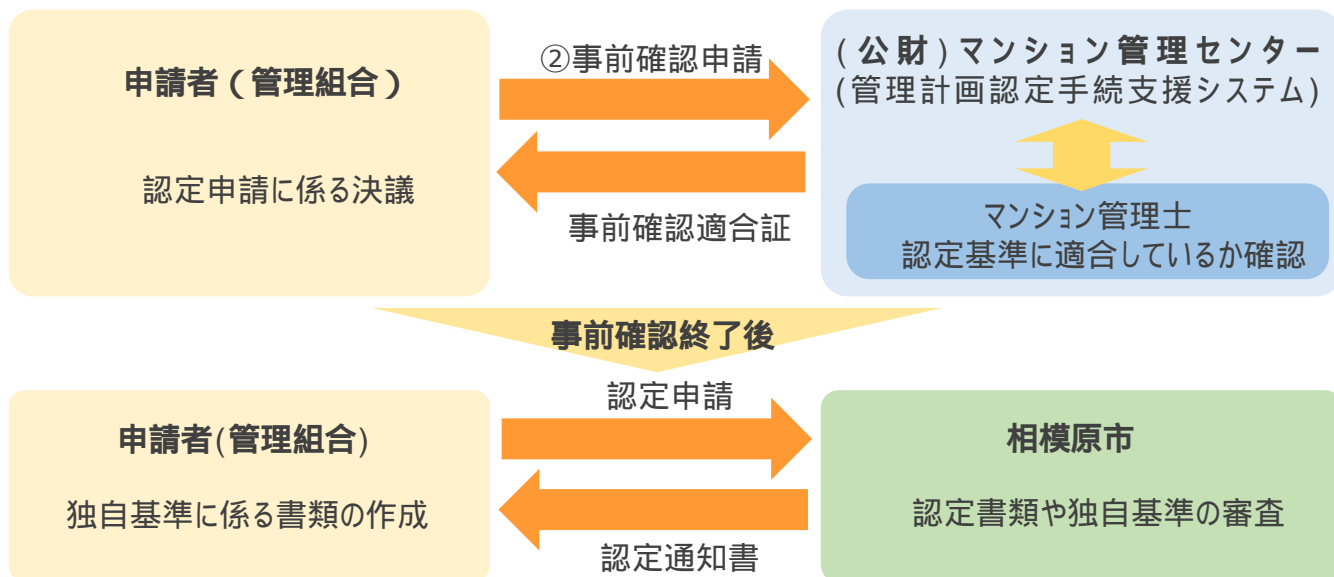 申請者（管理組合）
認定申請に係る決議
②事前確認申請
事前確認適合証
(公財)マンション管理センター
(管理計画認定手続支援システム)
マンション管理士
認定基準に適合しているか確認
事前確認終了後
申請者(管理組合)
独自基準に係る書類の作成
認定申請
認定通知書
相模原市
認定書類や独自基準の審査